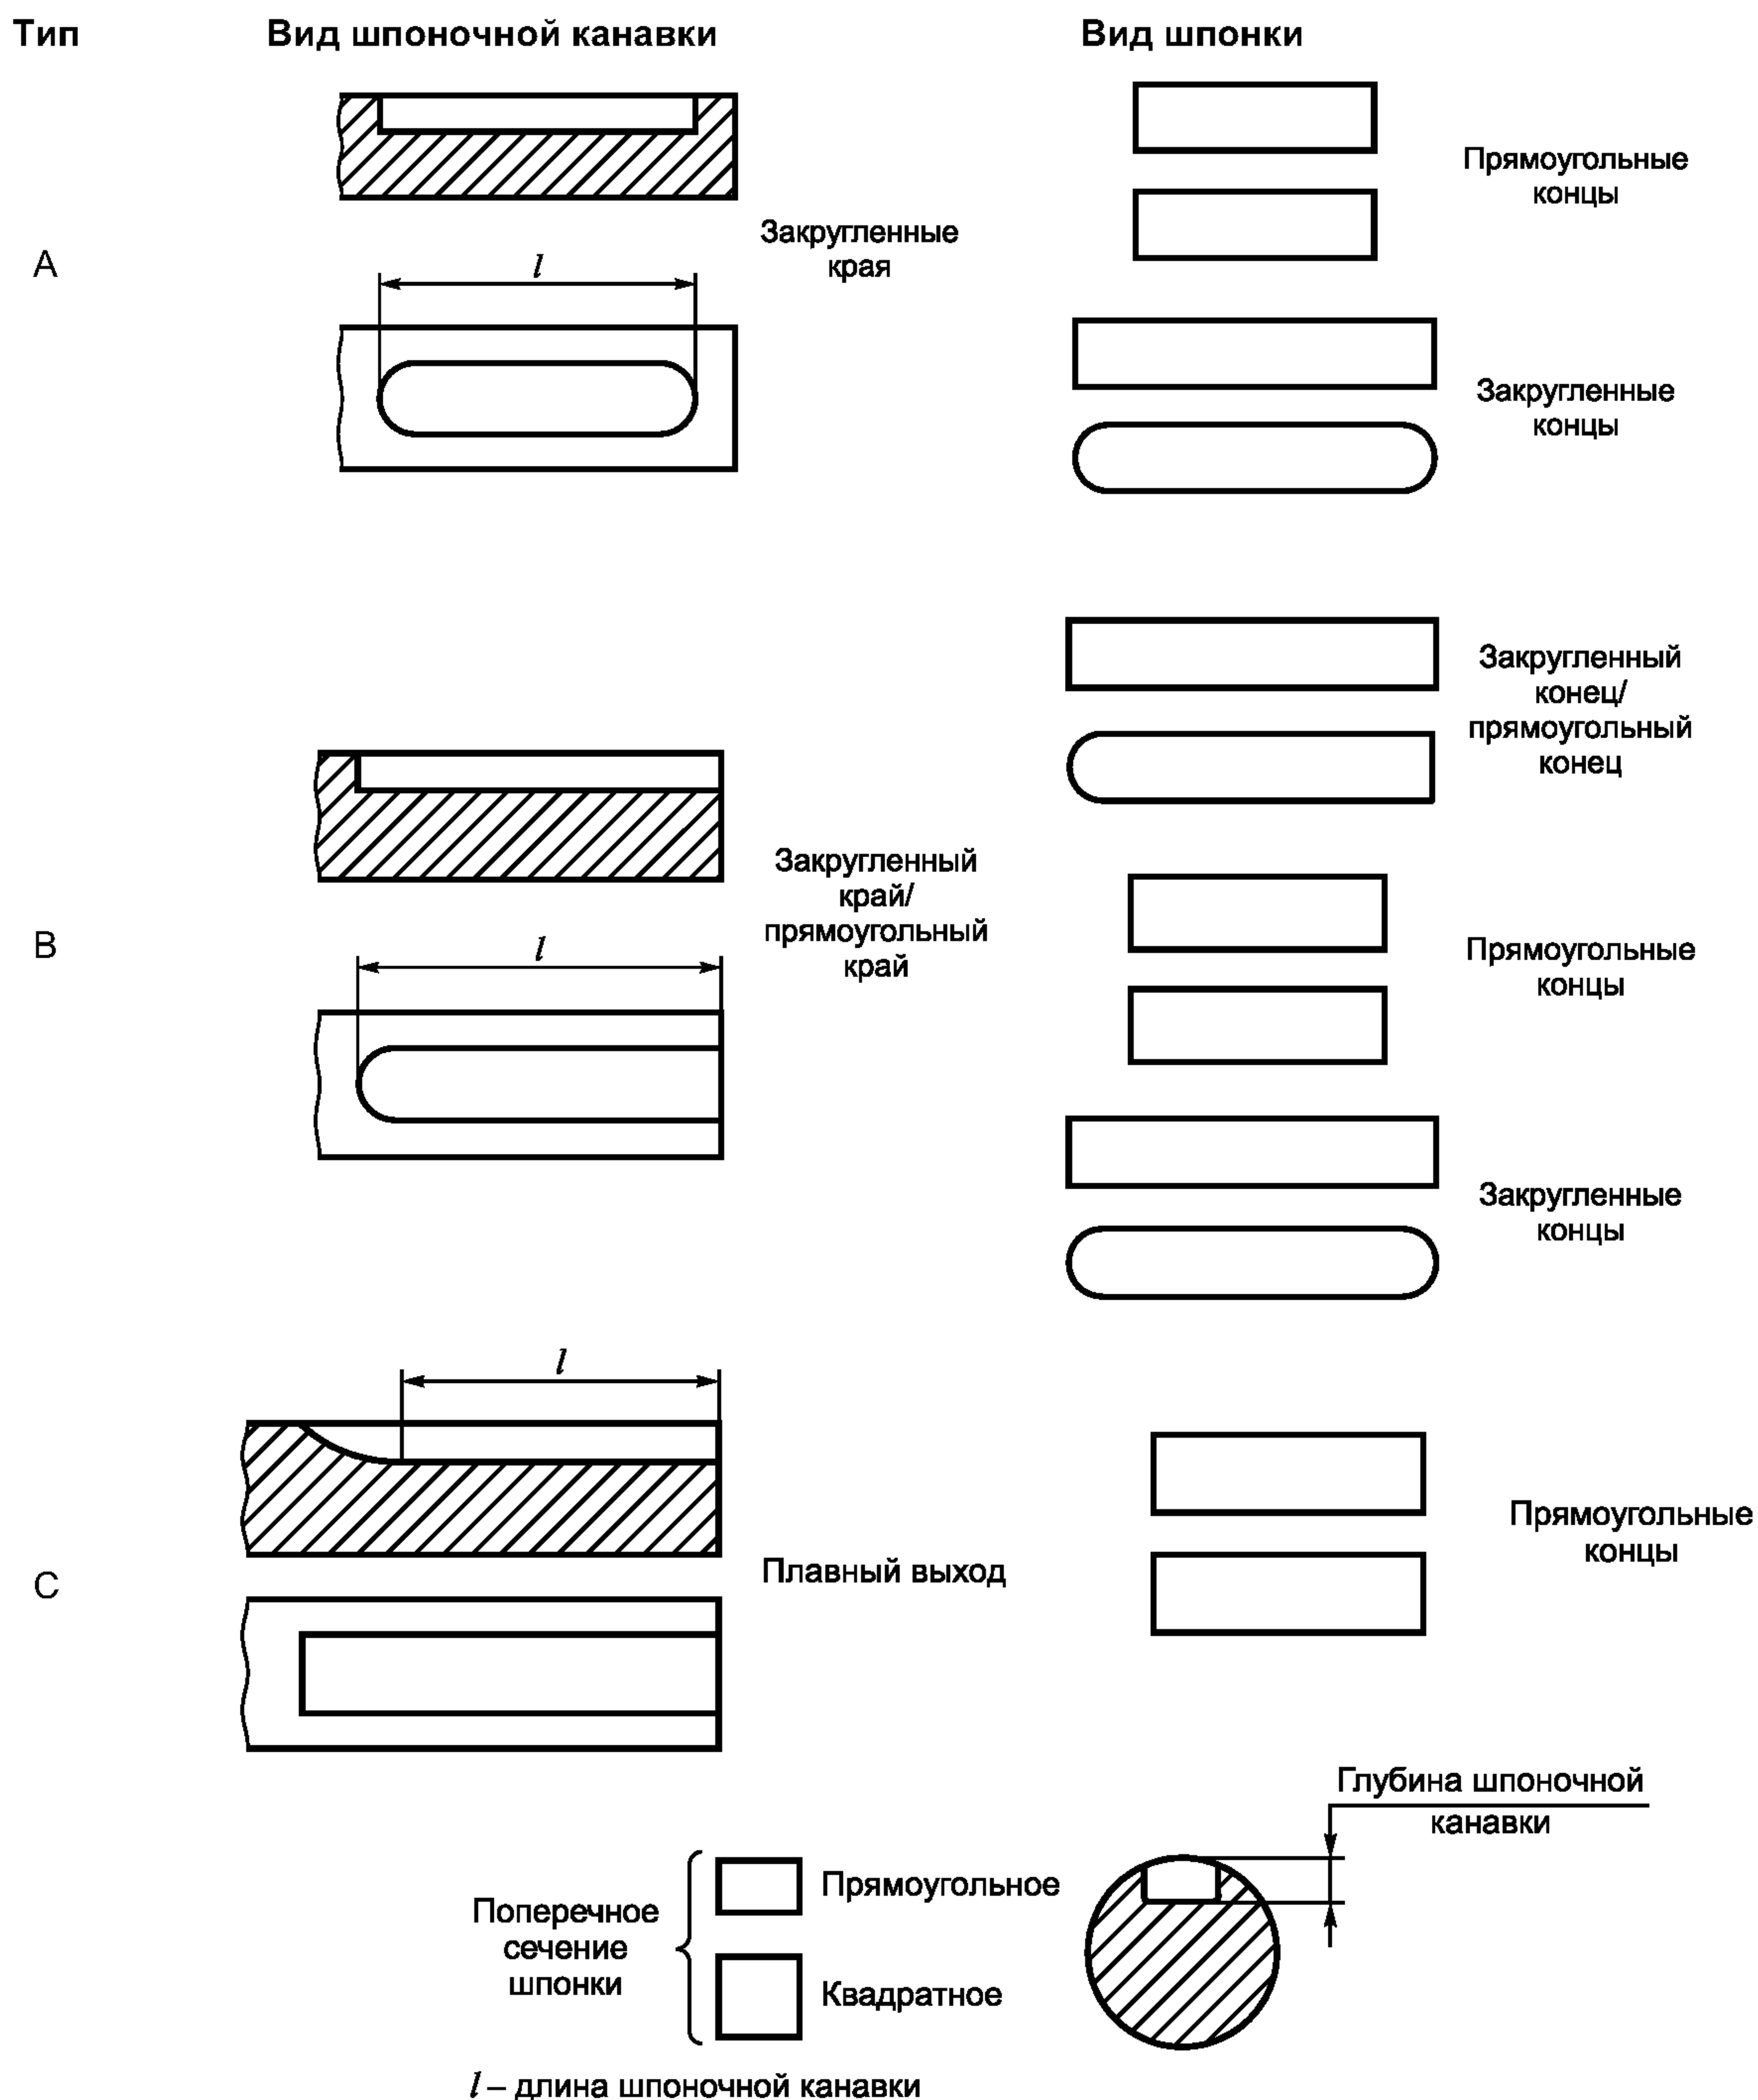 Тип Вид шпоночной канавки Вид шпонки
Прямоугольные
концы
Закругленные
края
A
l
Закругленные
концы
Закругленный
конец/
прямоугольный
конец
Закругленный
край/
прямоугольный
край
B
l
Прямоугольные
концы
Закругленные
концы
l
Прямоугольные
концы
Плавный выход
C
Глубина шпоночной
канавки
Поперечное
сечение
шпонки
Прямоугольное
Квадратное
l – длина шпоночной канавки